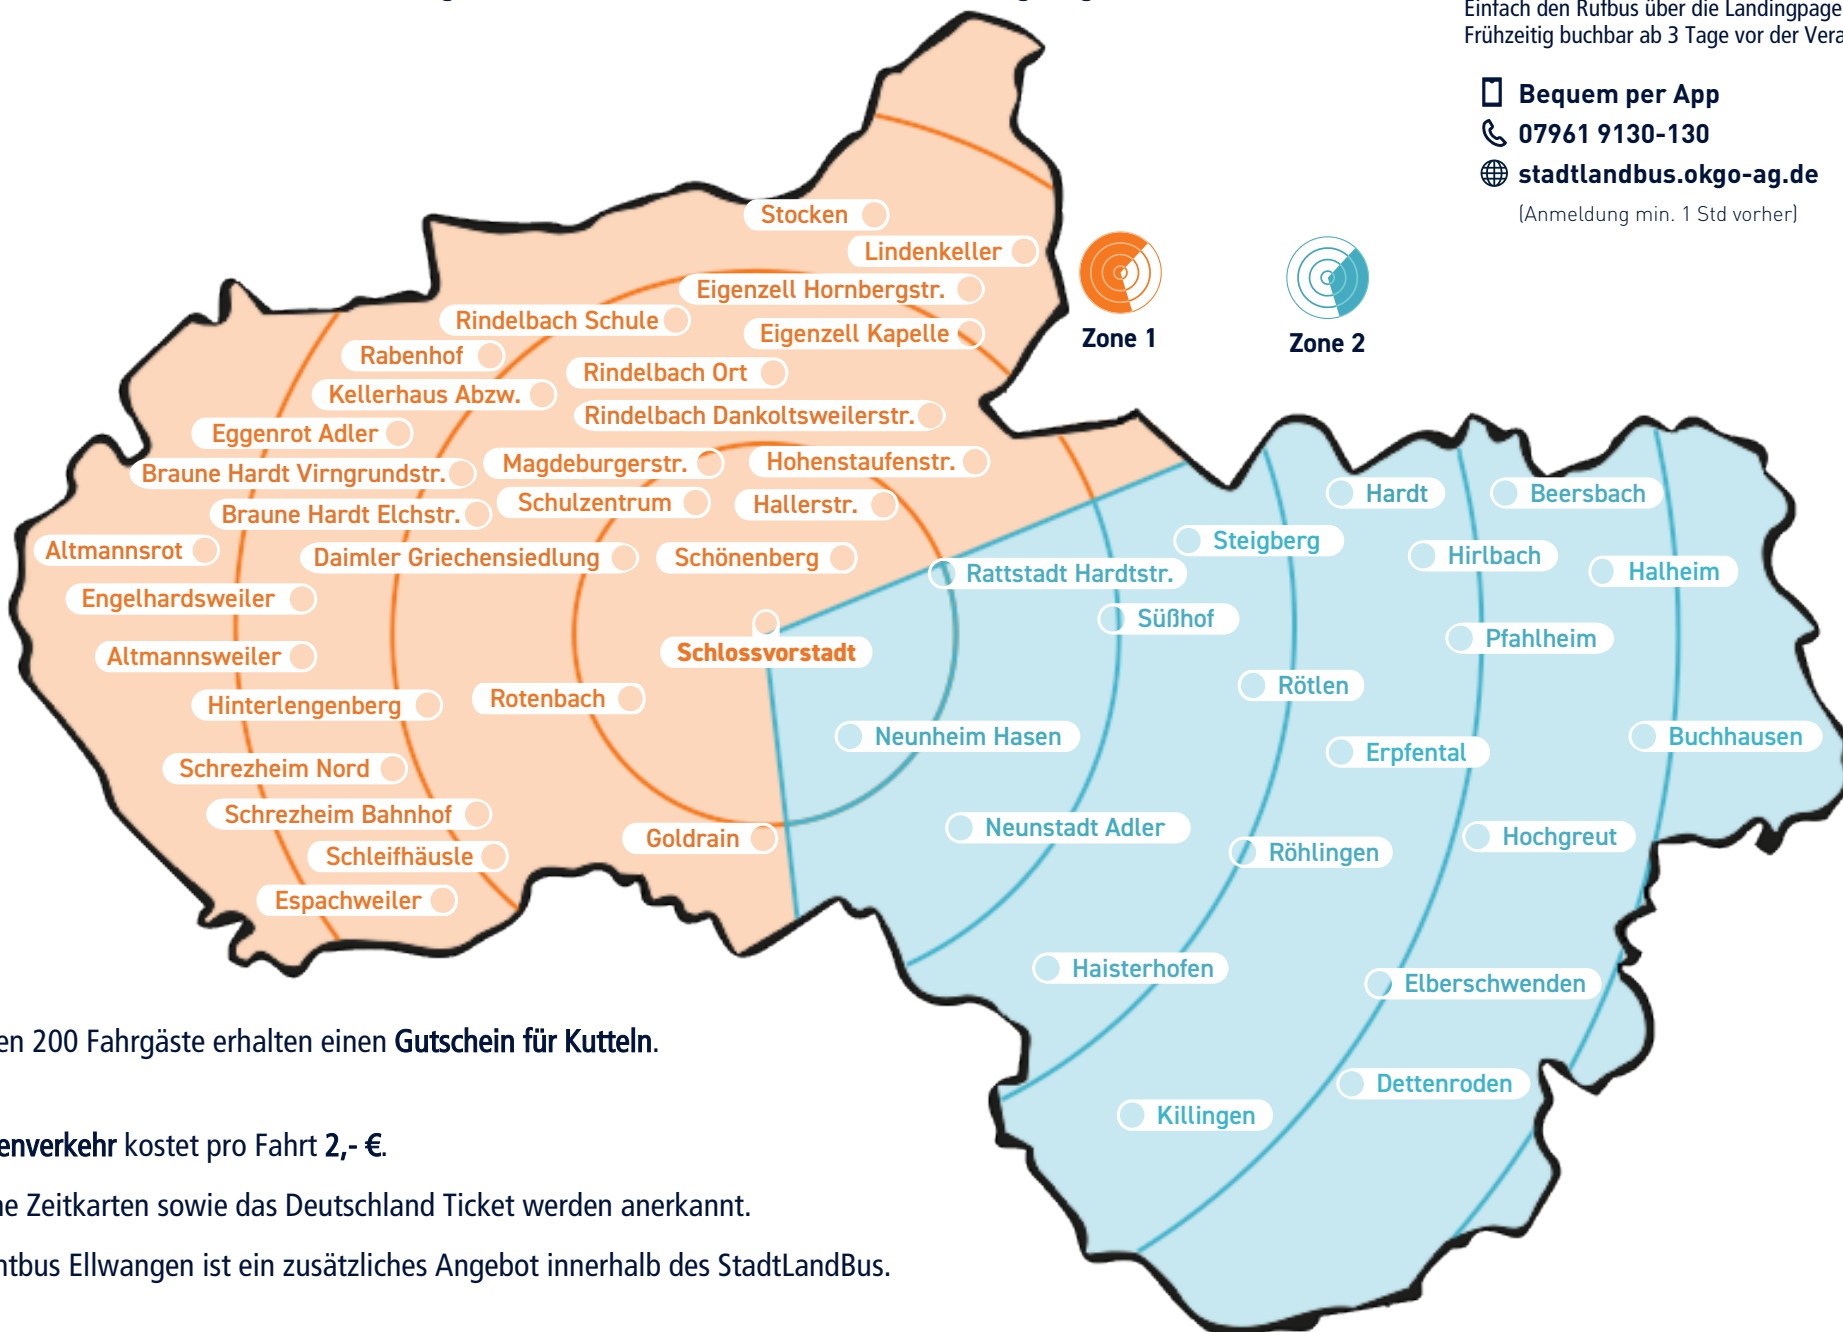 Einfach den Rufbus über die Landingpage
Frühzeitig buchbar ab 3 Tage vor der
Bequem per App
07961 9130-130
stadtlandbus.okgo-ag.de
(Anmeldung min. 1 Std vorher)
Zone 1
Zone 2
Stocken
Lindenkeller
Eigenzell Hornbergstr.
Rindelbach Schule
Eigenzell Kapelle
Rabenhof
Rindelbach Ort
Kellerhaus Abzw.
Rindelbach Dankoltsweilerstr.
Eggenrot Adler
Magdeburgerstr.
Hohenstaufenstr.
Braune Hardt Virngrundstr.
Schulzentrum
Hallerstr.
Braune Hardt Elchstr.
Altmannsrot
Daimler Griechensiedlung
Schönenberg
Engelhardsweiler
Schlossvorstadt
Altmannsweiler
Hinterlengenberg
Rotenbach
Schrezheim Nord
Schrezheim Bahnhof
Goldrain
Schleifhäusle
Espachweiler
Hardt
Beersbach
Steigberg
Hirlbach
Halheim
Rattstadt Hardtstr.
Süßhof
Pfahlheim
Rötlen
Neunheim Hasen
Erpfental
Buchhausen
Neunstadt Adler
Röhlingen
Hochgreut
Haisterhofen
Elberschwenden
Dettenroden
Killingen
en 200 Fahrgäste erhalten einen Gutschein für Kutteln.
enverkehr kostet pro Fahrt 2,- €.
ne Zeitkarten sowie das Deutschland Ticket werden anerkannt.
htbus Ellwangen ist ein zusätzliches Angebot innerhalb des StadtLandBus.